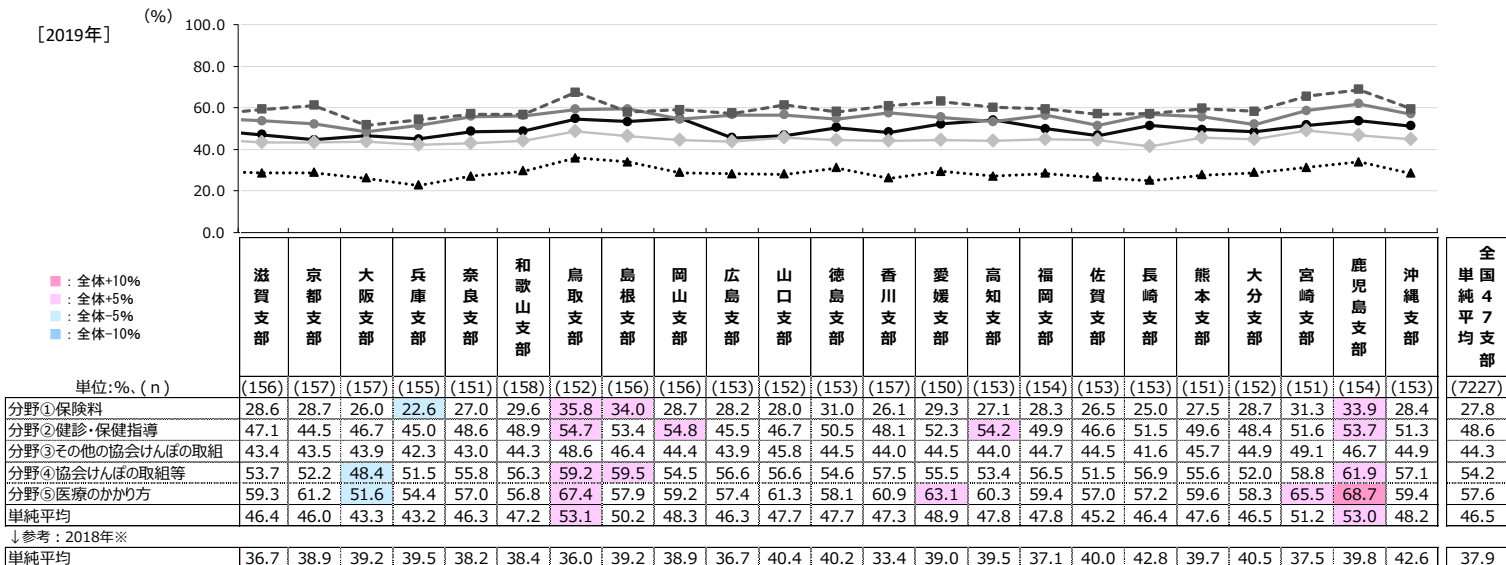 (%)
[2019年]
100.0
80.0
60.0
40.0
20.0
0.0
■：全体+10%
■：全体+5%
■：全体-5%
■：全体-10%
滋賀支部 京都支部 大阪支部 兵庫支部 奈良支部 和歌山支部 鳥取支部 島根支部 岡山支部 広島支部 山口支部 徳島支部 香川支部 愛媛支部 高知支部 福岡支部 佐賀支部 長崎支部 熊本支部 大分支部 宮崎支部 鹿児島支部 沖縄支部 全国47支部単純平均
単位:%、( n ) (156) (157) (157) (155) (151) (158) (152) (156) (156) (153) (152) (153) (157) (150) (153) (154) (153) (153) (151) (152) (151) (154) (153) (7227)
分野①保険料 28.6 28.7 26.0 22.6 27.0 29.6 35.8 34.0 28.7 28.2 28.0 31.0 26.1 29.3 27.1 28.3 26.5 25.0 27.5 28.7 31.3 33.9 28.4 27.8
分野②健診・保健指導 47.1 44.5 46.7 45.0 48.6 48.9 54.7 53.4 54.8 45.5 46.7 50.5 48.1 52.3 54.2 49.9 46.6 51.5 49.6 48.4 51.6 53.7 51.3 48.6
分野③その他の協会けんぽの取組 43.4 43.5 43.9 42.3 43.0 44.3 48.6 46.4 44.4 43.9 45.8 44.5 44.0 44.5 44.0 44.7 44.5 41.6 45.7 44.9 49.1 46.7 44.9 44.3
分野④協会けんぽの取組等 53.7 52.2 48.4 51.5 55.8 56.3 59.2 59.5 54.5 56.6 56.6 54.6 57.5 55.5 53.4 56.5 51.5 56.9 55.6 52.0 58.8 61.9 57.1 54.2
分野⑤医療のかかり方 59.3 61.2 51.6 54.4 57.0 56.8 67.4 57.9 59.2 57.4 61.3 58.1 60.9 63.1 60.3 59.4 57.0 57.2 59.6 58.3 65.5 68.7 59.4 57.6
単純平均 46.4 46.0 43.3 43.2 46.3 47.2 53.1 50.2 48.3 46.3 47.7 47.7 47.3 48.9 47.8 47.8 45.2 46.4 47.6 46.5 51.2 53.0 48.2 46.5
↓参考：2018年※
単純平均 36.7 38.9 39.2 39.5 38.2 38.4 36.0 39.2 38.9 36.7 40.4 40.2 33.4 39.0 39.5 37.1 40.0 42.8 39.7 40.5 37.5 39.8 42.6 37.9